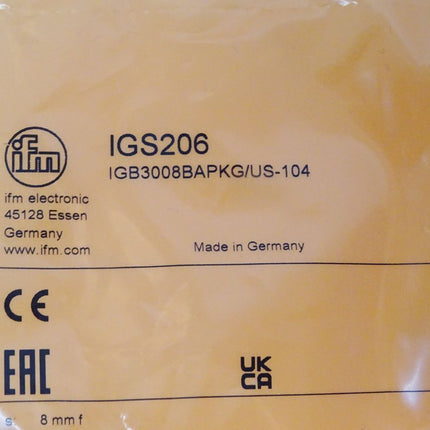 IGS206
IGB3008BAPKG/US-104
ifm
ifm electronic
45128 Essen
Germany
www.ifm.com
Made in Germany
CE
EAC
UK
CA
s: 8 mm f